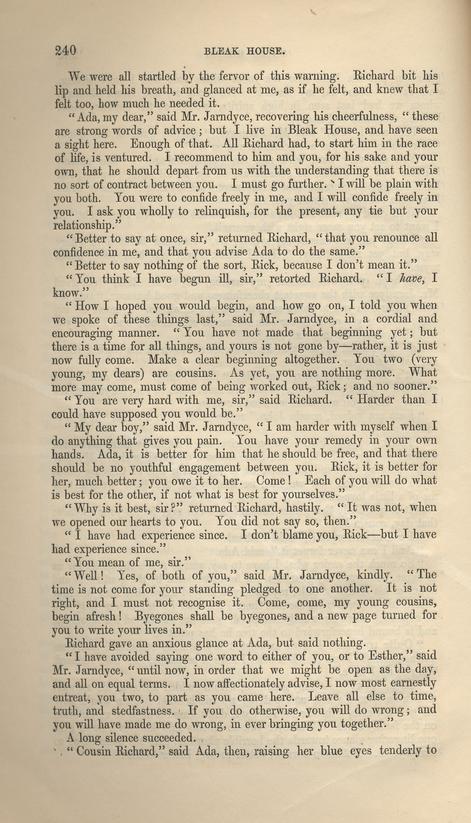 240 BLEAK HOUSE.
We were all startled by the fervor of this warning. Richard bit his
lip and held his breath, and glanced at me, as if he felt, and knew that I
felt too, how much he needed it.
“Ada, my dear,” said Mr. Jarndyce, recovering his cheerfulness, “these
are strong words of advice; but I live in Bleak House, and have seen
a sight here. Enough of that. All Richard had, to start him in the race
of life, is ventured. I recommend to him and you, for his sake and your
own, that he should depart from us with the understanding that there is
no sort of contract between you. I must go further. I will be plain with
you both. You were to confide freely in me, and I will confide freely in
you. I ask you wholly to relinquish, for the present, any tie but your
relationship.”
“Better to say at once, sir,” returned Richard, “that you renounce all
confidence in me, and that you advise Ada to do the same.”
“Better to say nothing of the sort, Rick, because I don’t mean it.”
“You think I have begun ill, sir,” retorted Richard. “I have, I
know.”
“How I hoped you would begin, and how go on, I told you when
we spoke of these things last,” said Mr. Jarndyce, in a cordial and
encouraging manner. “You have not made that beginning yet; but
there is a time for all things, and yours is not gone by—rather, it is just
now fully come. Make a clear beginning altogether. You two (very
young, my dears) are cousins. As yet, you are nothing more. What
more may come, must come of being worked out, Rick; and no sooner.”
“You are very hard with me, sir,” said Richard. “Harder than I
could have supposed you would be.”
“My dear boy,” said Mr. Jarndyce, “I am harder with myself when I
do anything that gives you pain. You have your remedy in your own
hands. Ada, it is better for him that he should be free, and that there
should be no youthful engagement between you. Rick, it is better for
her, much better; you owe it to her. Come! Each of you will do what
is best for the other, if not what is best for yourselves.”
“Why is it best, sir?” returned Richard, hastily. “It was not, when
we opened our hearts to you. You did not say so, then.”
“I have had experience since. I don’t blame you, Rick—but I have
had experience since.”
“You mean of me, sir.”
“Well! Yes, of both of you,” said Mr. Jarndyce, kindly. “The
time is not come for your standing pledged to one another. It is not
right, and I must not recognise it. Come, come, my young cousins,
begin afresh! Byegones shall be byegones, and a new page turned for
you to write your lives in.”
Richard gave an anxious glance at Ada, but said nothing.
“I have avoided saying one word to either of you, or to Esther,” said
Mr. Jarndyce, “until now, in order that we might be open as the day,
and all on equal terms. I now affectionately advise, I now most earnestly
entreat, you two, to part as you came here. Leave all else to time,
truth, and stedfastness. If you do otherwise, you will do wrong; and
you will have made me do wrong, in ever bringing you together.”
A long silence succeeded.
“Cousin Richard,” said Ada, then, raising her blue eyes tenderly to